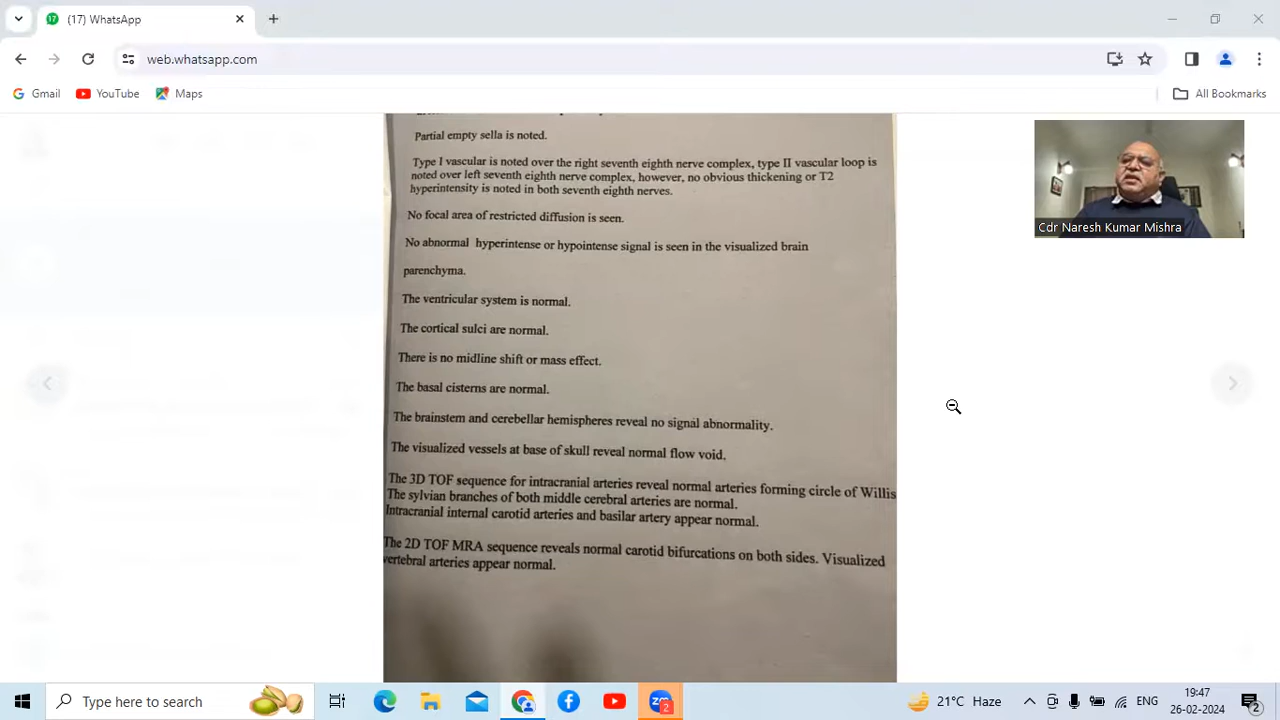 (17) WhatsApp
web.whatsapp.com
Gmail
YouTube
Maps
All Bookmarks
Partial empty sella is noted.
Type I vascular is noted over the right seventh eighth nerve complex, type II vascular loop is
noted over left seventh eighth nerve complex, however, no obvious thickening or T2
hyperintensity is noted in both seventh eighth nerves.
No focal area of restricted diffusion is seen.
No abnormal hyperintense or hypointense signal is seen in the visualized brain
parenchyma.
The ventricular system is normal.
The cortical sulci are normal.
There is no midline shift or mass effect.
The basal cisterns are normal.
The brainstem and cerebellar hemispheres reveal no signal abnormality.
The visualized vessels at base of skull reveal normal flow void.
The 3D TOF sequence for intracranial arteries reveal normal arteries forming circle of Willis
The sylvian branches of both middle cerebral arteries are normal.
Intracranial internal carotid arteries and basilar artery appear normal.
The 2D TOF MRA sequence reveals normal carotid bifurcations on both sides. Visualized
vertebral arteries appear normal.
Cdr Naresh Kumar Mishra
Type here to search
21°C Haze
ENG
19:47
26-02-2024
2
2